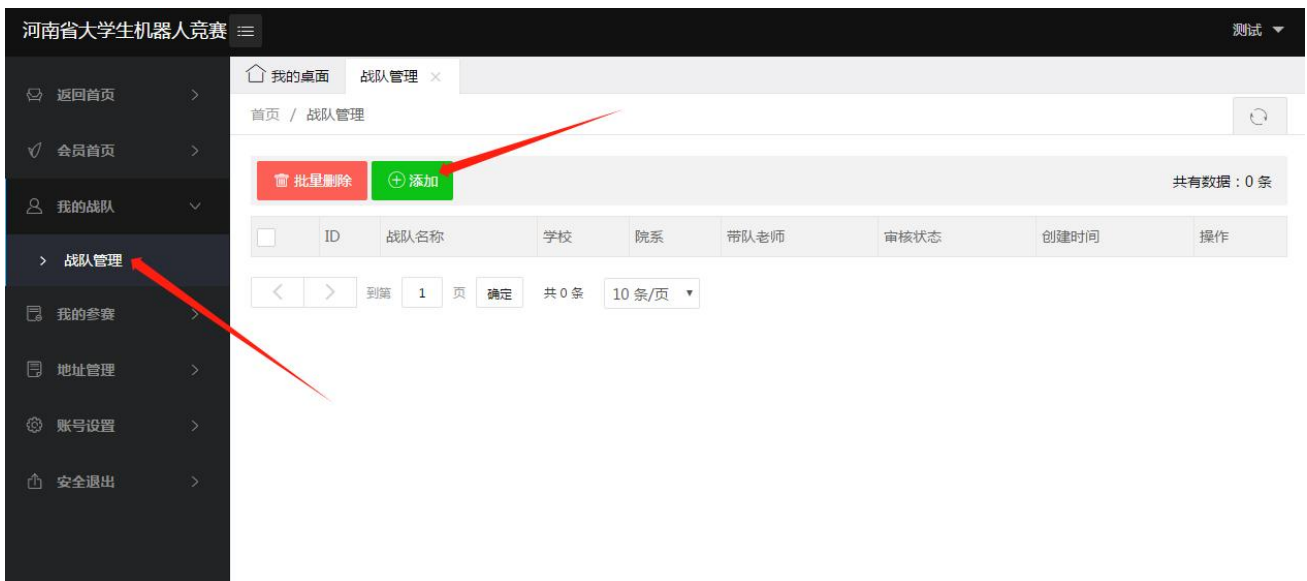 河南省大学生机器人竞赛
测试
返回首页
会员首页
我的战队
战队管理
我的参赛
地址管理
账号设置
安全退出
我的桌面 战队管理
首页 / 战队管理
批量删除 添加 共有数据：0 条
ID 战队名称 学校 院系 带队老师 审核状态 创建时间 操作
到第 1 页 确定 共 0 条 10 条/页